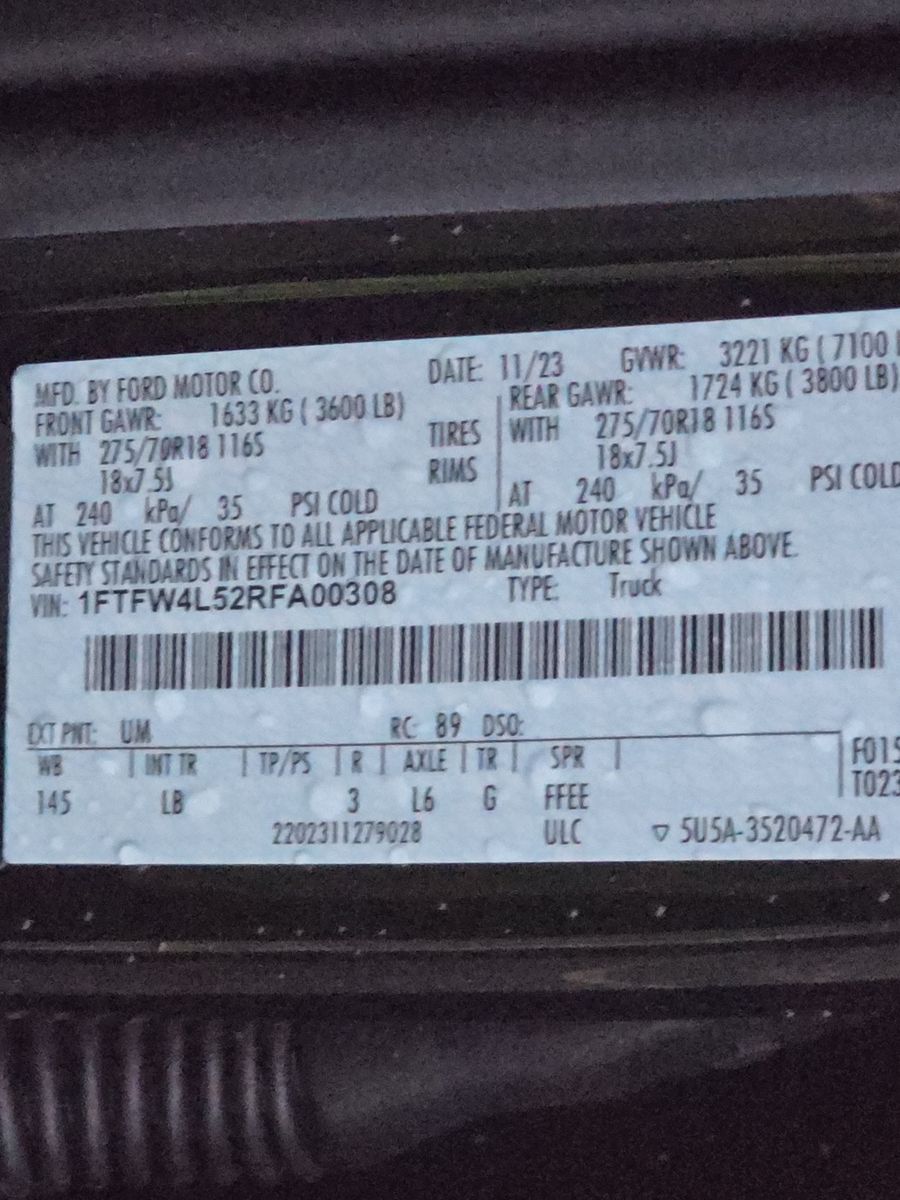 MFD. BY FORD MOTOR CO. DATE: 11/23 GVWR: 3221 KG ( 7100
FRONT GAWR: 1633 KG ( 3600 LB) REAR GAWR: 1724 KG ( 3800 LB)
WITH 275/70R18 116S TIRES WITH 275/70R18 116S
18x7.5J RIMS 18x7.5J
AT 240 kPa/ 35 PSI COLD AT 240 kPa/ 35 PSI COLD
THIS VEHICLE CONFORMS TO ALL APPLICABLE FEDERAL MOTOR VEHICLE
SAFETY STANDARDS IN EFFECT ON THE DATE OF MANUFACTURE SHOWN ABOVE.
VIN: 1FTFW4L52RFA00308 TYPE: Truck
EXT PNT: UM RC: 89 DSO:
WB INT TR TP/PS R AXLE TR SPR F015
145 LB 3 L6 G FFEE T023
2202311279028 ULC ▽ 5U5A-3520472-AA